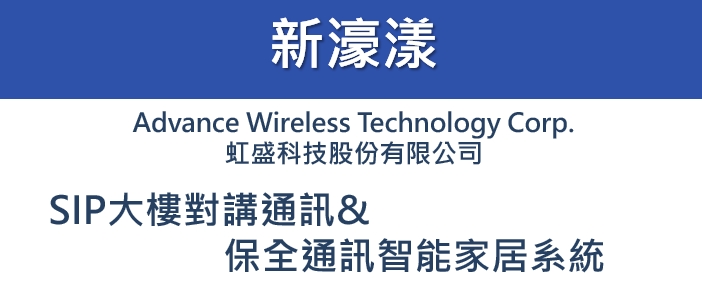 新濠漾
Advance Wireless Technology Corp.
虹盛科技股份有限公司
SIP大樓對講通訊&
保全通訊智能家居系統